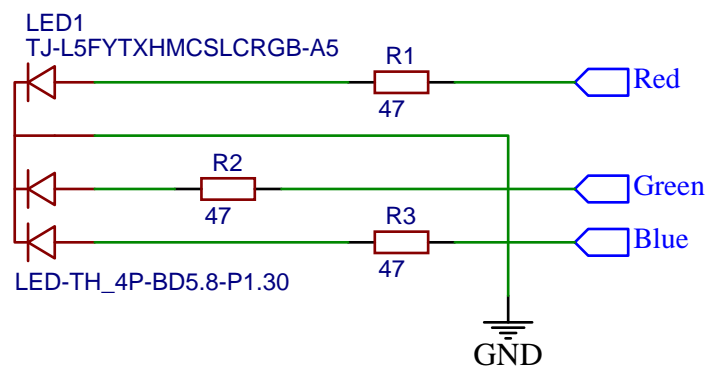 LED1
TJ-L5FYTXHMCSLCRGB-A5
R1
47
Red
R2
47
Green
R3
47
Blue
LED-TH_4P-BD5.8-P1.30
GND